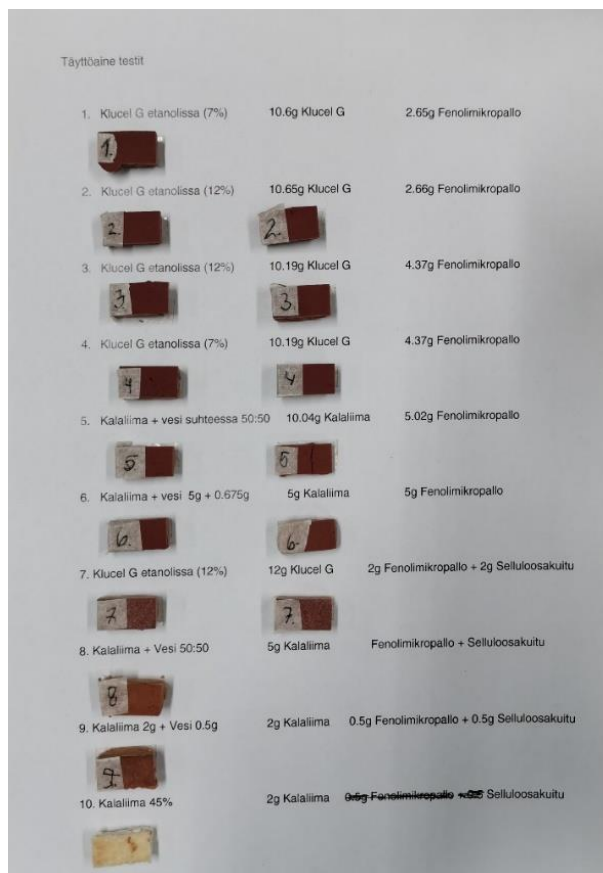 Täyttöaine testit
1. Klucel G etanolissa (7%) 10.6g Klucel G 2.65g Fenolimikropallo
1.
2. Klucel G etanolissa (12%) 10.65g Klucel G 2.66g Fenolimikropallo
2. 2.
3. Klucel G etanolissa (12%) 10.19g Klucel G 4.37g Fenolimikropallo
3. 3.
4. Klucel G etanolissa (7%) 10.19g Klucel G 4.37g Fenolimikropallo
4 4
5. Kalaliima + vesi suhteessa 50:50 10.04g Kalaliima 5.02g Fenolimikropallo
5. 5
6. Kalaliima + vesi 5g + 0.675g 5g Kalaliima 5g Fenolimikropallo
6. 6.
7. Klucel G etanolissa (12%) 12g Klucel G 2g Fenolimikropallo + 2g Selluloosakuitu
7 7.
8. Kalaliima + Vesi 50:50 5g Kalaliima Fenolimikropallo + Selluloosakuitu
8
9. Kalaliima 2g + Vesi 0.5g 2g Kalaliima 0.5g Fenolimikropallo + 0.5g Selluloosakuitu
9.
10. Kalaliima 45% 2g Kalaliima 0.5g Fenolimikropallo Selluloosakuitu